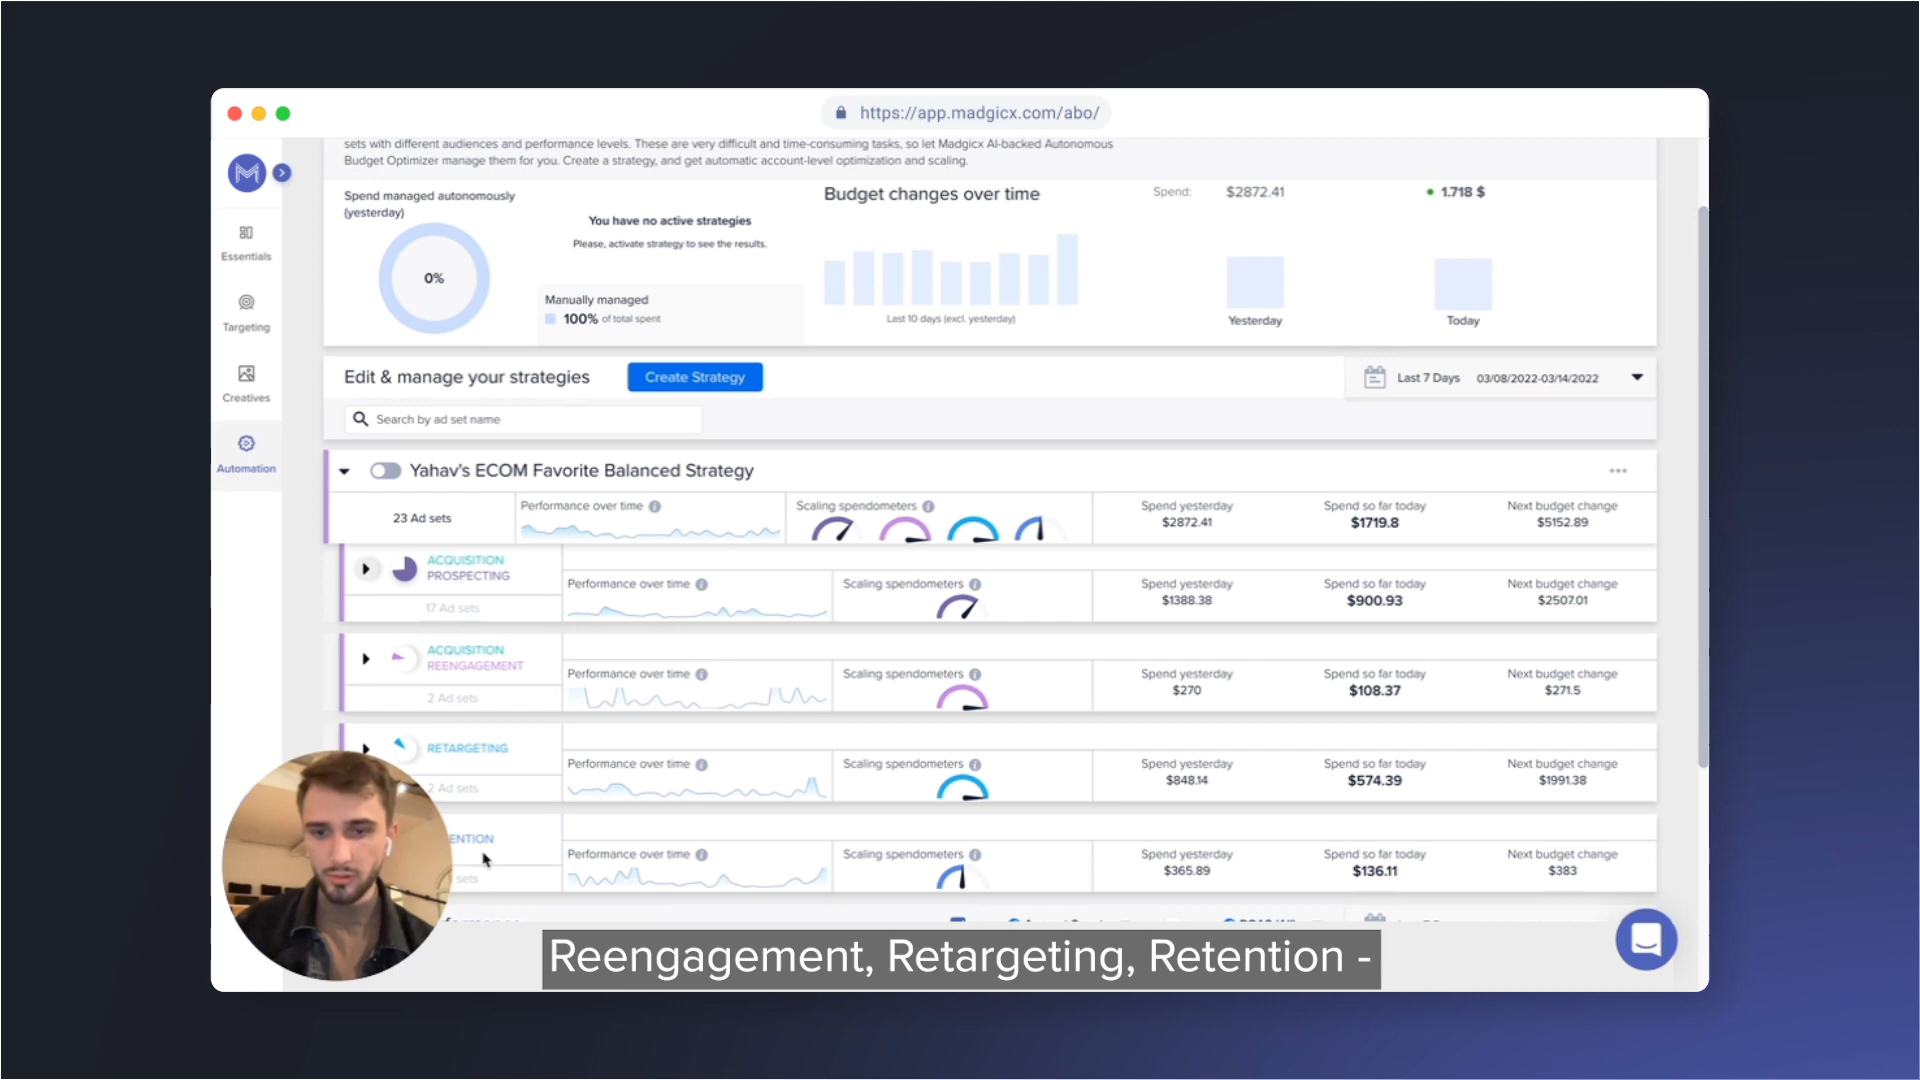 https://app.madgicx.com/abo/
sets with different audiences and performance levels. These are very difficult and time-consuming tasks, so let Madgicx AI-backed Autonomous
Budget Optimizer manage them for you. Create a strategy, and get automatic account-level optimization and scaling.
Spend managed autonomously
(yesterday)
0%
You have no active strategies
Please, activate strategy to see the results.
Manually managed
100% of total spent
Budget changes over time
Last 10 days (excl. yesterday)
Spend: $2872.41
1.718 $
Yesterday
Today
Essentials
Targeting
Creatives
Automation
Edit & manage your strategies
Create Strategy
Last 7 Days 03/08/2022-03/14/2022
Search by ad set name
Yahav's ECOM Favorite Balanced Strategy
23 Ad sets
Performance over time
Scaling spendometers
Spend yesterday
$2872.41
Spend so far today
$1719.8
Next budget change
$5152.89
ACQUISITION
PROSPECTING
17 Ad sets
Performance over time
Scaling spendometers
Spend yesterday
$1388.38
Spend so far today
$900.93
Next budget change
$2507.01
ACQUISITION
REENGAGEMENT
2 Ad sets
Performance over time
Scaling spendometers
Spend yesterday
$270
Spend so far today
$108.37
Next budget change
$271.5
RETARGETING
2 Ad sets
Performance over time
Scaling spendometers
Spend yesterday
$848.14
Spend so far today
$574.39
Next budget change
$1991.38
ENTION
sets
Performance over time
Scaling spendometers
Spend yesterday
$365.89
Spend so far today
$136.11
Next budget change
$383
Reengagement, Retargeting, Retention -